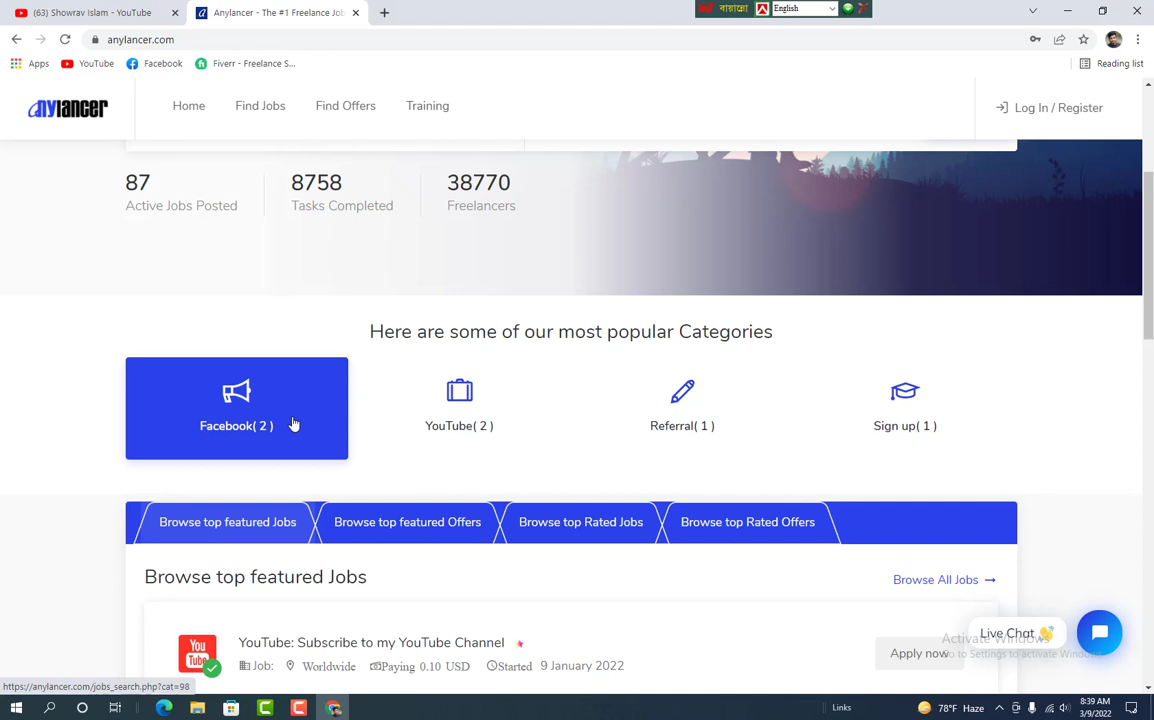 (63) Showrav Islam - YouTube
Anylancer - The #1 Freelance Job
বায়ান্নো
English
anylancer.com
Apps
YouTube
Facebook
Fiverr - Freelance S...
Reading list
anylancer
Home
Find Jobs
Find Offers
Training
Log In / Register
87
8758
38770
Active Jobs Posted
Tasks Completed
Freelancers
Here are some of our most popular Categories
Facebook( 2 )
YouTube( 2 )
Referral( 1 )
Sign up( 1 )
Browse top featured Jobs
Browse top featured Offers
Browse top Rated Jobs
Browse top Rated Offers
Browse top featured Jobs
Browse All Jobs
You
Tube
YouTube: Subscribe to my YouTube Channel
Job:
Worldwide
Paying 0.10 USD
Started
9 January 2022
Apply now
Live Chat 👋
Activate Windows
Go to Settings to activate Windows.
https://anylancer.com/jobs_search.php?cat=98
Links
78°F Haze
8:39 AM
3/9/2022